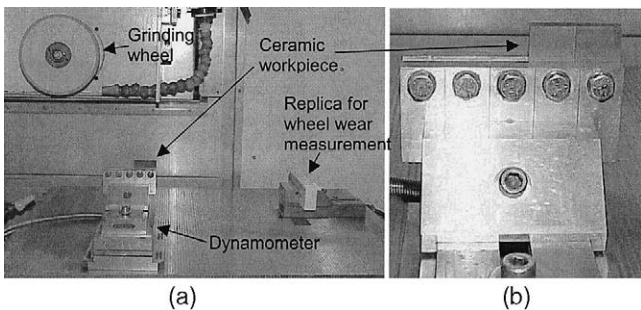 Grinding
wheel
Ceramic
workpiece.
Replica for
wheel wear
measurement
Dynamometer
(a)
(b)